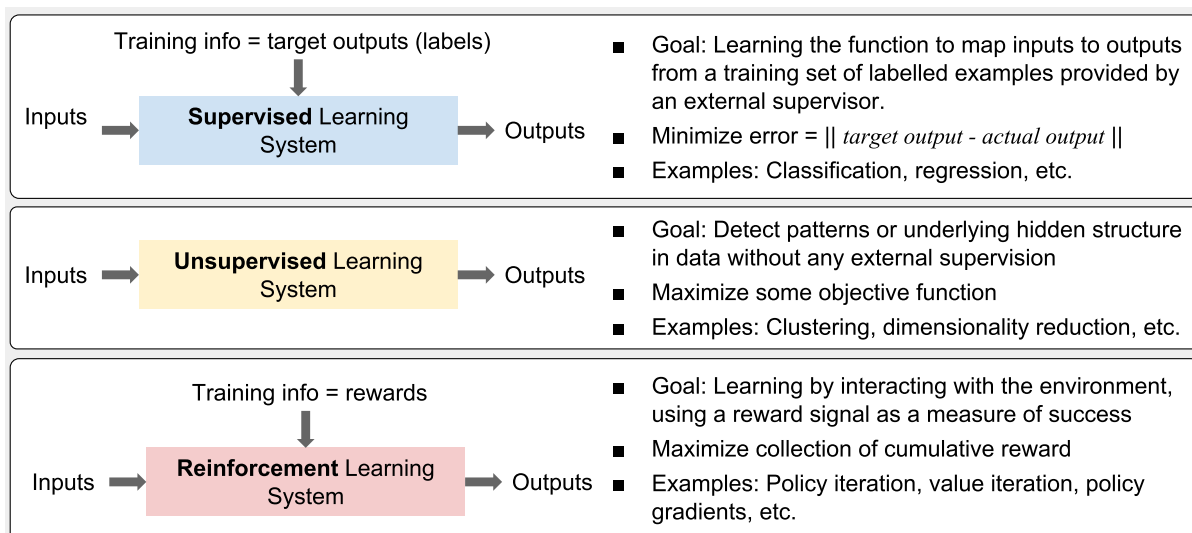 Training info = target outputs (labels)
Inputs
Supervised Learning
System
Outputs
■ Goal: Learning the function to map inputs to outputs
from a training set of labelled examples provided by
an external supervisor.
■ Minimize error = || target output - actual output ||
■ Examples: Classification, regression, etc.
Inputs
Unsupervised Learning
System
Outputs
■ Goal: Detect patterns or underlying hidden structure
in data without any external supervision
■ Maximize some objective function
■ Examples: Clustering, dimensionality reduction, etc.
Training info = rewards
Inputs
Reinforcement Learning
System
Outputs
■ Goal: Learning by interacting with the environment,
using a reward signal as a measure of success
■ Maximize collection of cumulative reward
■ Examples: Policy iteration, value iteration, policy
gradients, etc.